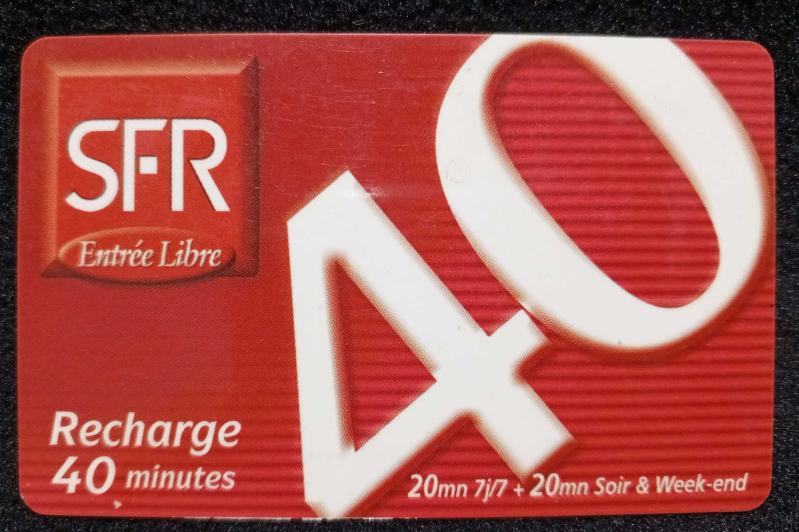 SFR
Entrée Libre
40
Recharge
40 minutes
20mn 7j/7 + 20mn Soir & Week-end